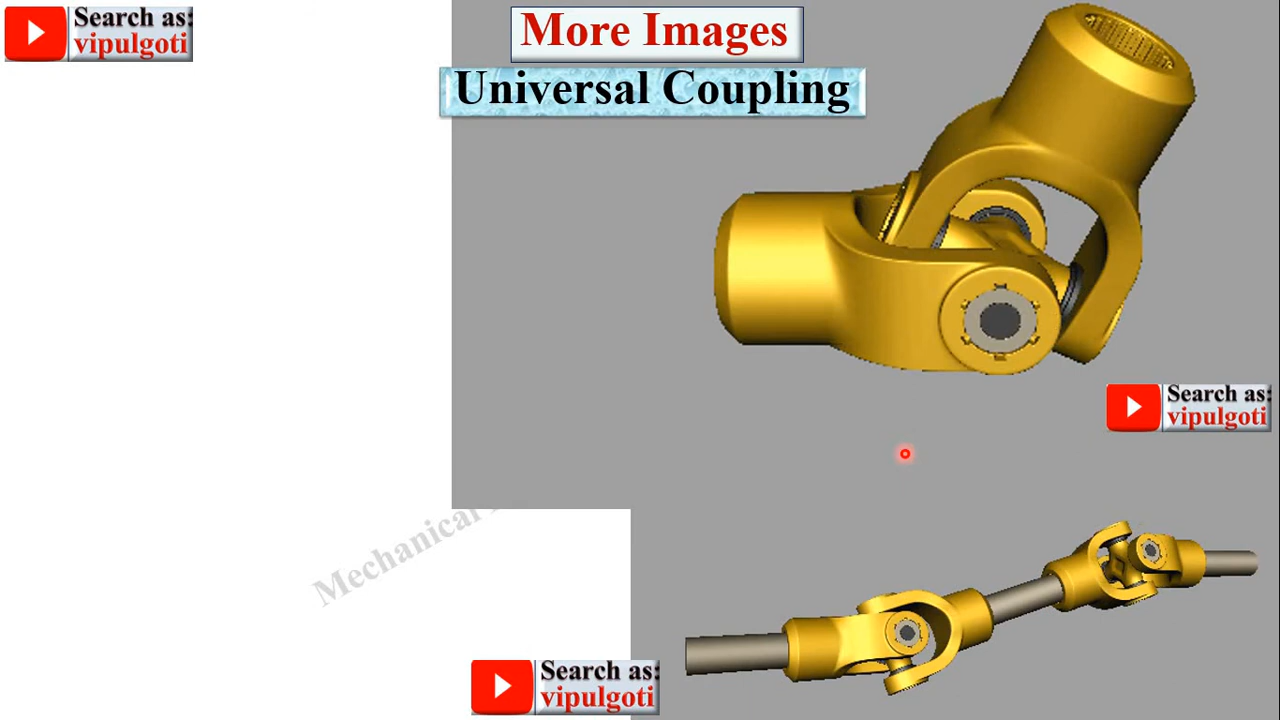 Search as:
vipulgoti
More Images
Universal Coupling
Search as:
vipulgoti
Mechanical
Search as:
vipulgoti